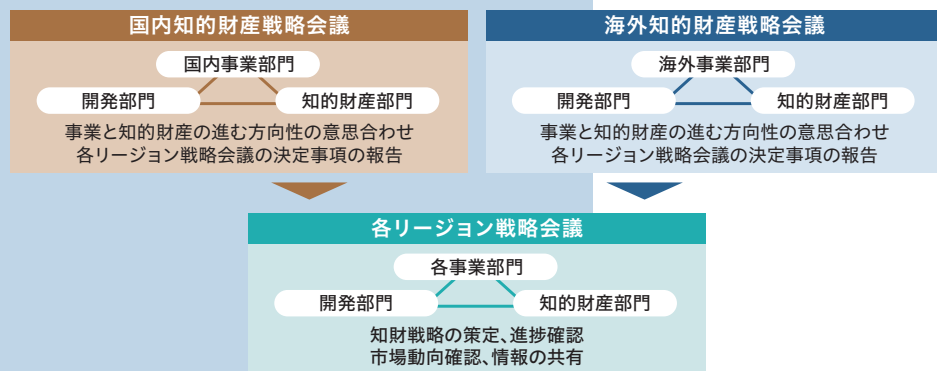 国内知的財産戦略会議
国内事業部門
開発部門
知的財産部門
事業と知的財産の進む方向性の意思合わせ
各リージョン戦略会議の決定事項の報告
海外知的財産戦略会議
海外事業部門
開発部門
知的財産部門
事業と知的財産の進む方向性の意思合わせ
各リージョン戦略会議の決定事項の報告
各リージョン戦略会議
各事業部門
開発部門
知的財産部門
知財戦略の策定、進捗確認
市場動向確認、情報の共有